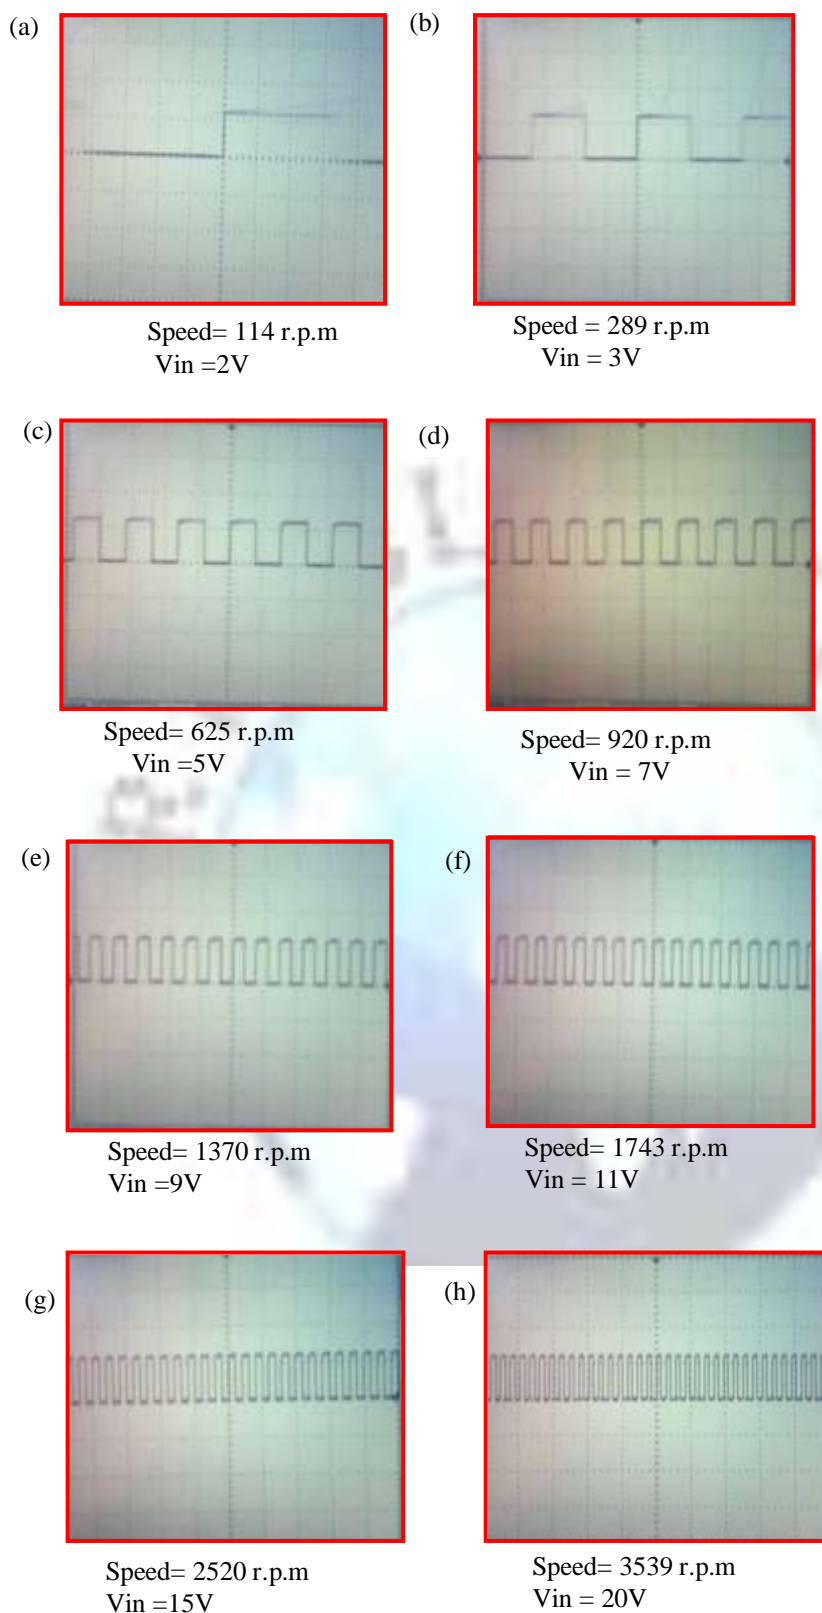 (a)
(b)
Speed= 114 r.p.m
Vin =2V
Speed = 289 r.p.m
Vin = 3V
(c)
(d)
Speed= 625 r.p.m
Vin =5V
Speed= 920 r.p.m
Vin = 7V
(e)
(f)
Speed= 1370 r.p.m
Vin =9V
Speed= 1743 r.p.m
Vin = 11V
(g)
(h)
Speed= 2520 r.p.m
Vin =15V
Speed= 3539 r.p.m
Vin = 20V